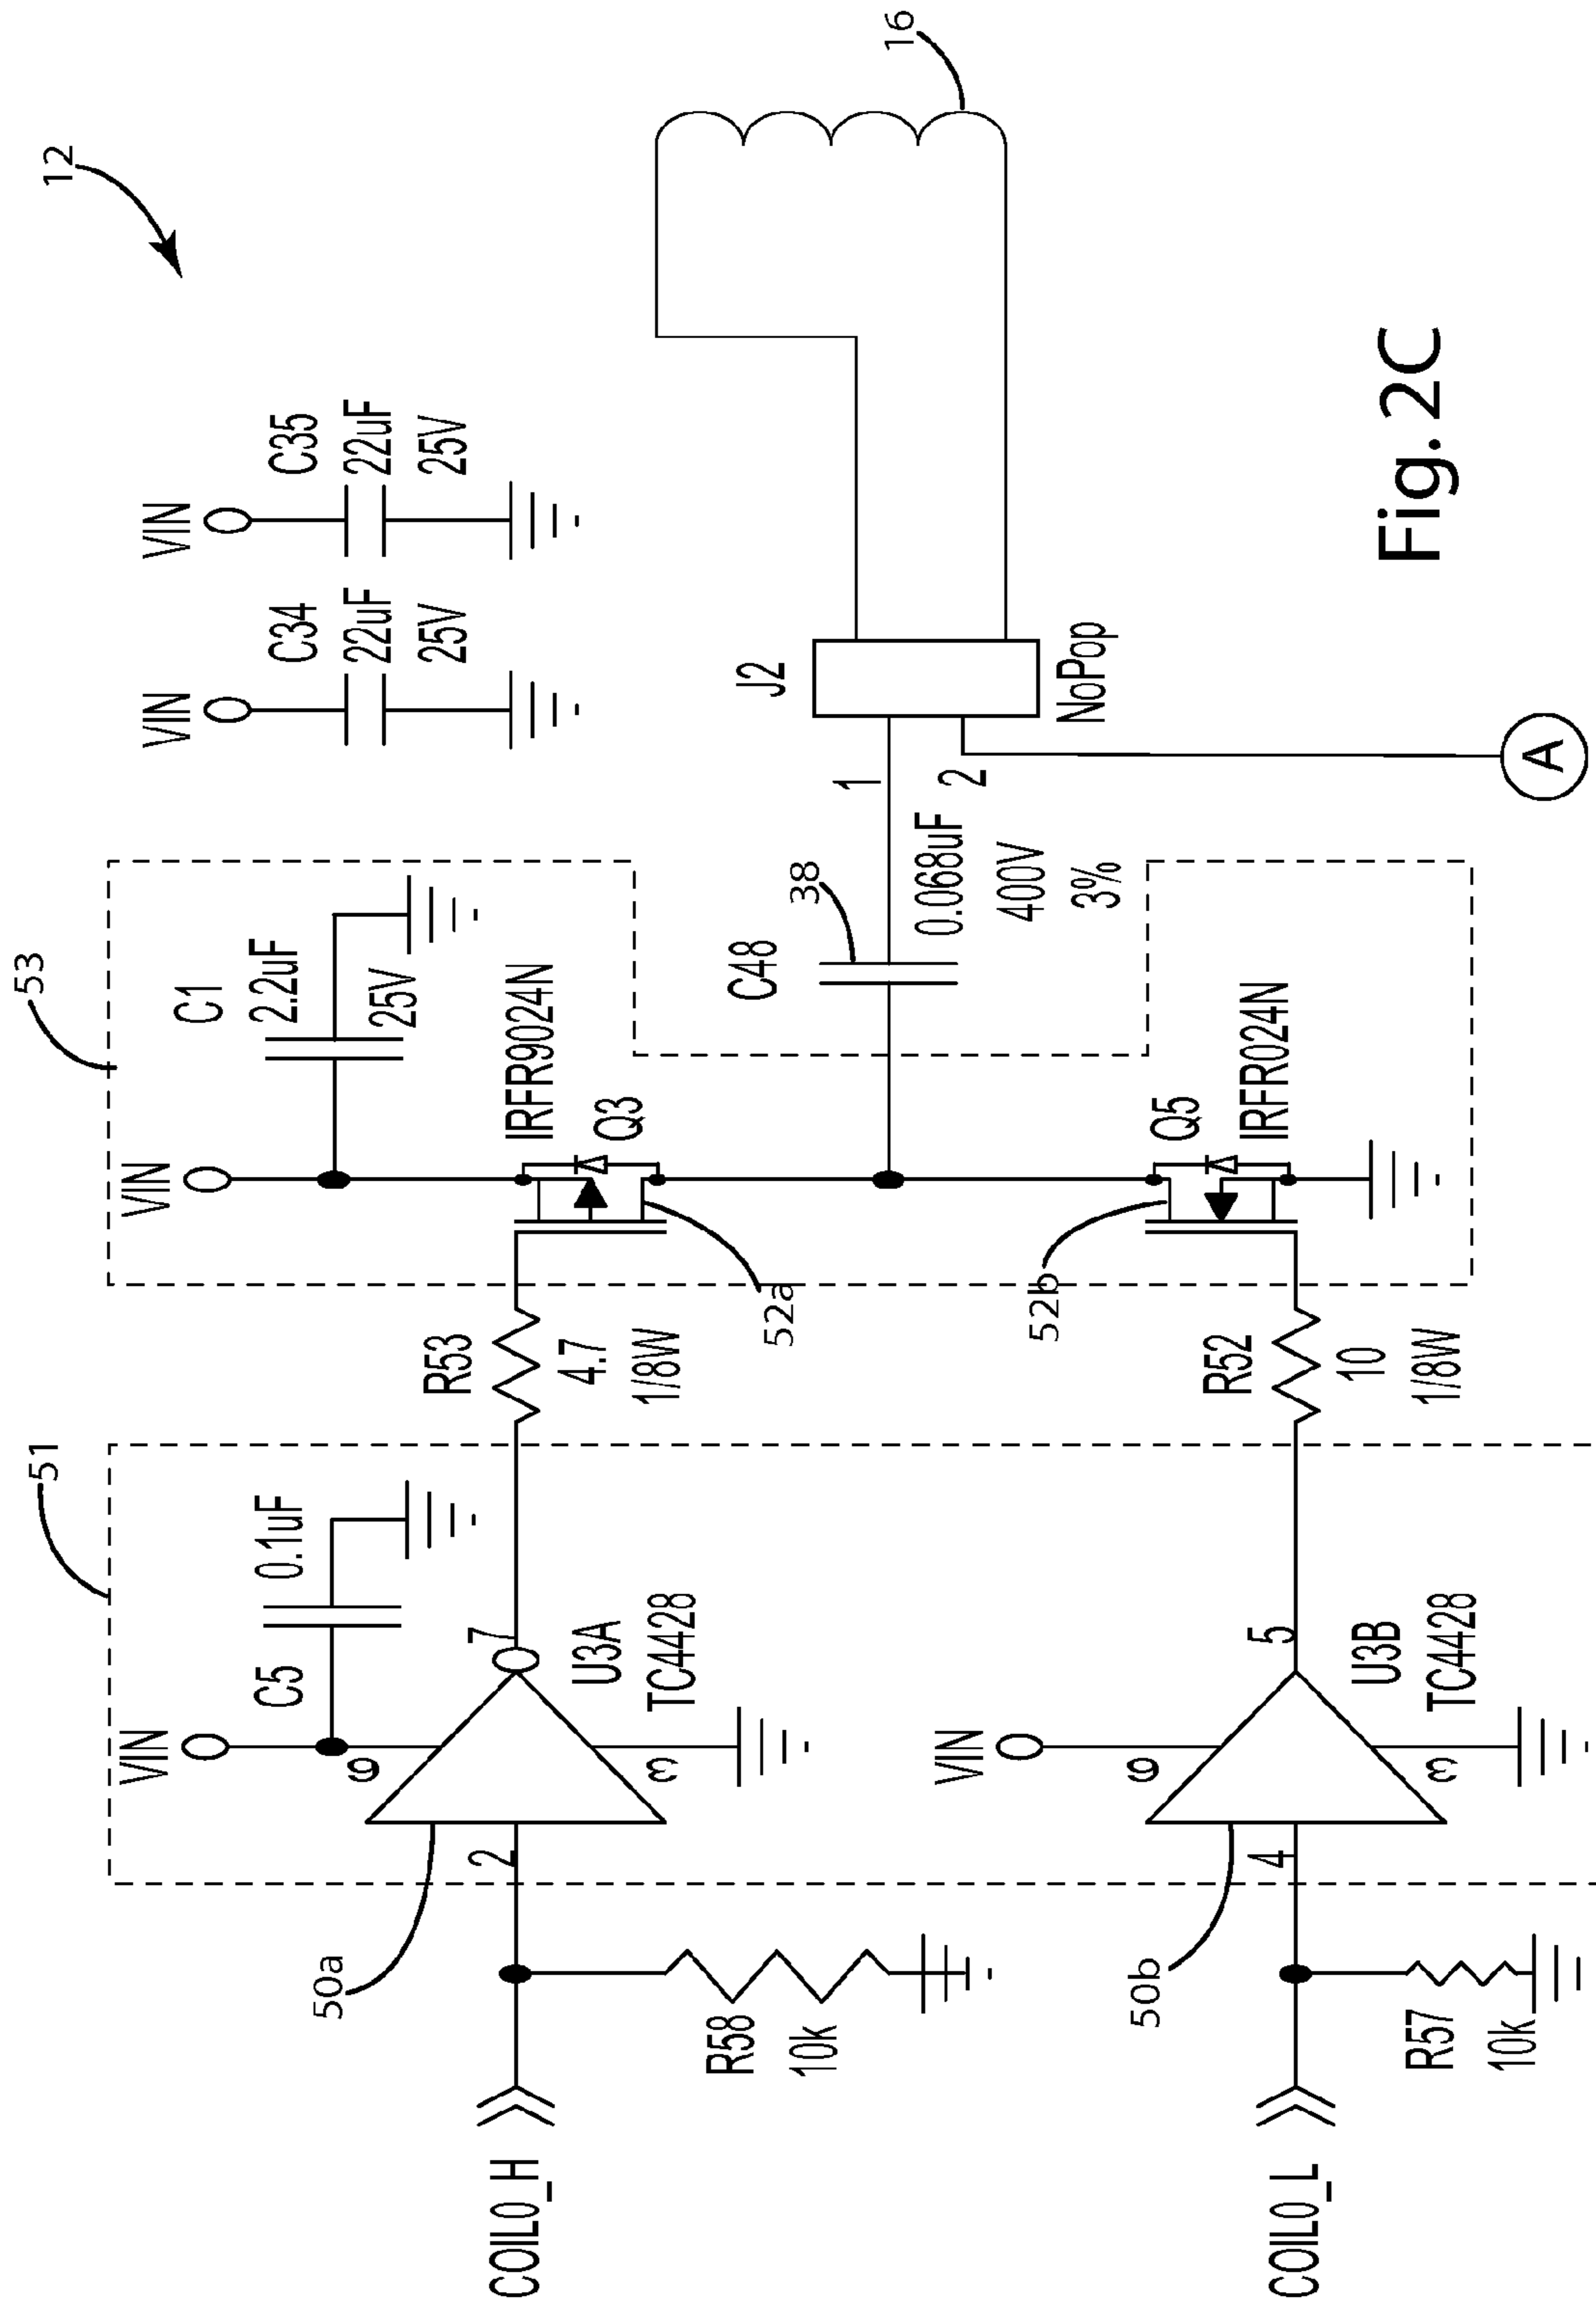 12
53
51
VIN
C5
0.1uF
6
2
7
3
U3A
TC4428
50a
COIL0_H
R58
10k
R53
4.7
1/8W
VIN
C1
2.2uF
25V
IRFR9024N
Q3
52a
VIN
C34
22uF
25V
VIN
C35
22uF
25V
C48
38
0.068uF
400V
3%
1
2
J2
NoPop
16
A
VIN
6
4
5
3
U3B
TC4428
50b
COIL0_L
R57
10k
R52
10
1/8W
52b
Q5
IRFR024N
Fig. 2C